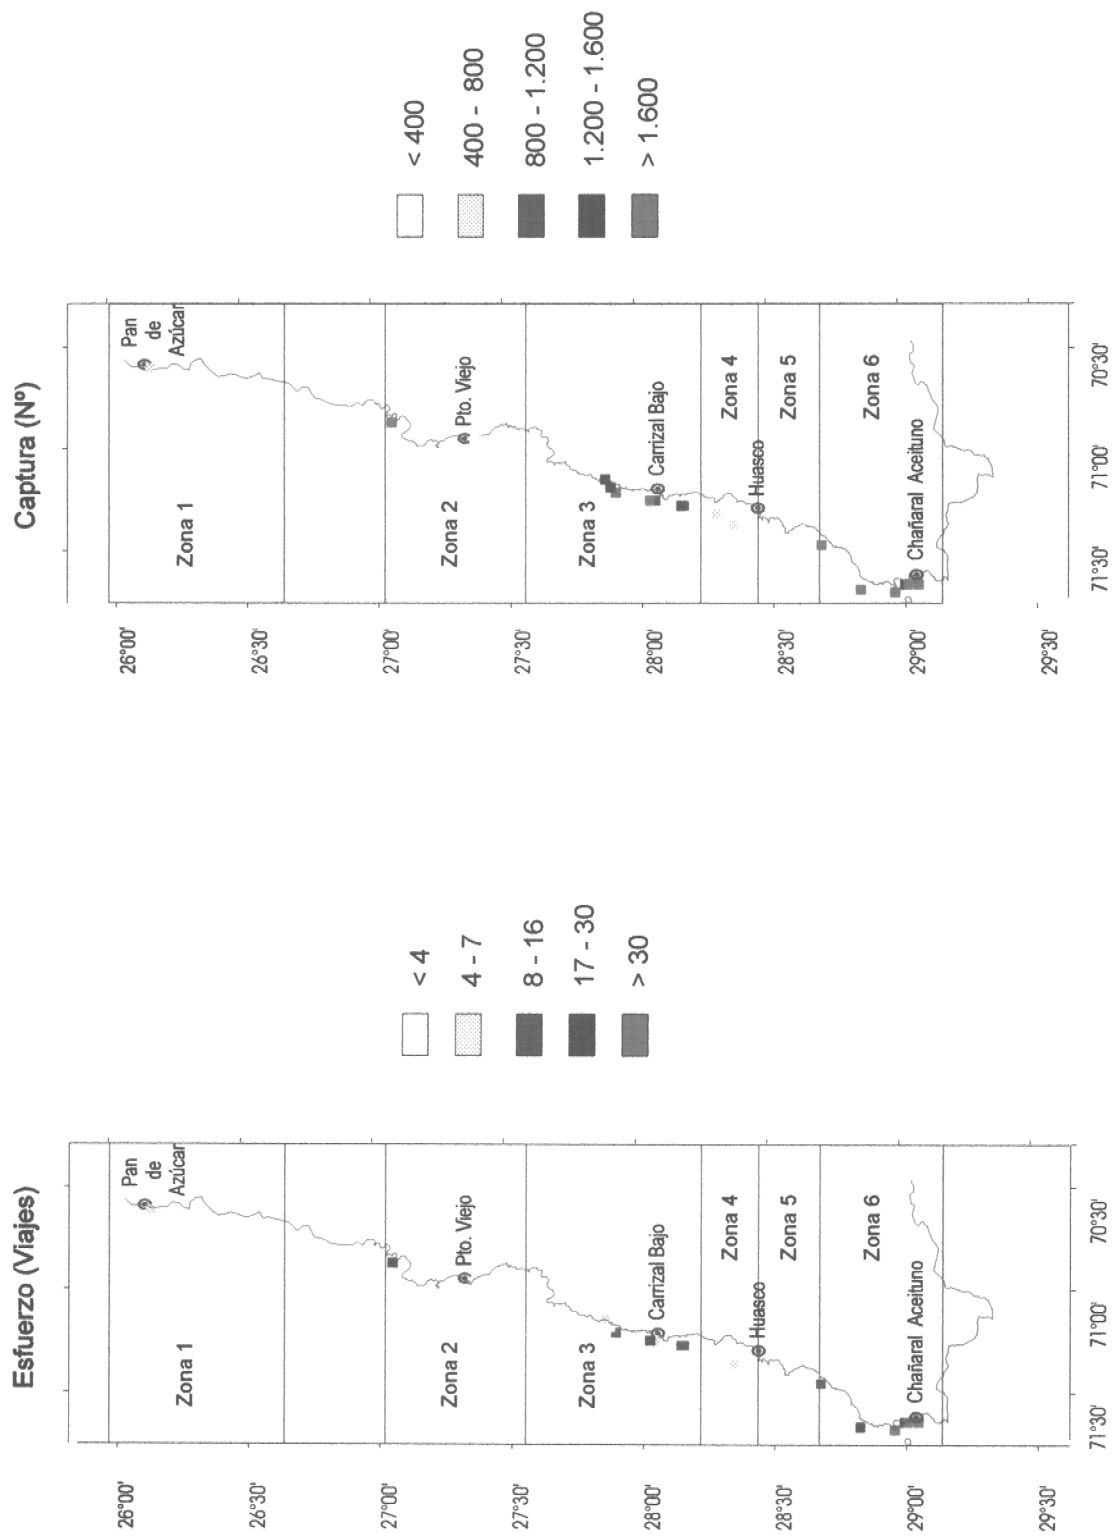 Esfuerzo (Viajes)
26°00'
26°30'
27°00'
27°30'
28°00'
28°30'
29°00'
29°30'
71°30'
71°00'
70°30'
Zona 1
Zona 2
Zona 3
Zona 4
Zona 5
Zona 6
Pan
de
Azúcar
Pto. Viejo
Carrizal Bajo
Huasco
Chañaral Aceituno
< 4
4 - 7
8 - 16
17 - 30
> 30
Captura (Nº)
26°00'
26°30'
27°00'
27°30'
28°00'
28°30'
29°00'
29°30'
71°30'
71°00'
70°30'
Zona 1
Zona 2
Zona 3
Zona 4
Zona 5
Zona 6
Pan
de
Azúcar
Pto. Viejo
Carrizal Bajo
Huasco
Chañaral Aceituno
< 400
400 - 800
800 - 1.200
1.200 - 1.600
> 1.600